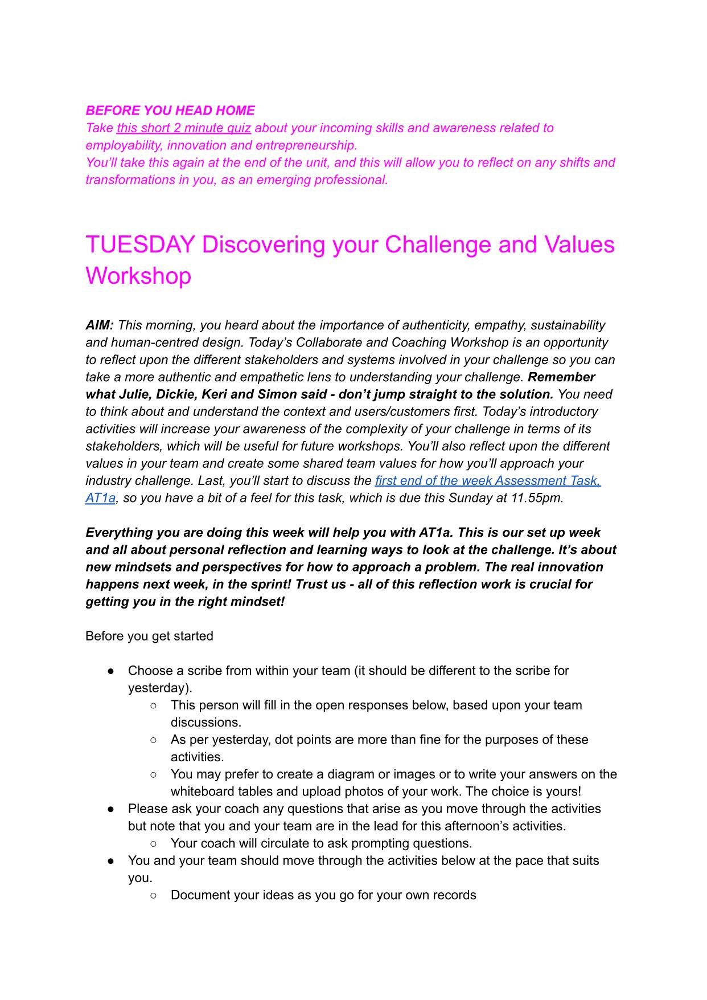 BEFORE YOU HEAD HOME
Take this short 2 minute quiz about your incoming skills and awareness related to
employability, innovation and entrepreneurship.
You’ll take this again at the end of the unit, and this will allow you to reflect on any shifts and
transformations in you, as an emerging professional.
TUESDAY Discovering your Challenge and Values
Workshop
AIM: This morning, you heard about the importance of authenticity, empathy, sustainability
and human-centred design. Today’s Collaborate and Coaching Workshop is an opportunity
to reflect upon the different stakeholders and systems involved in your challenge so you can
take a more authentic and empathetic lens to understanding your challenge. Remember
what Julie, Dickie, Keri and Simon said - don’t jump straight to the solution. You need
to think about and understand the context and users/customers first. Today’s introductory
activities will increase your awareness of the complexity of your challenge in terms of its
stakeholders, which will be useful for future workshops. You’ll also reflect upon the different
values in your team and create some shared team values for how you’ll approach your
industry challenge. Last, you’ll start to discuss the first end of the week Assessment Task,
AT1a, so you have a bit of a feel for this task, which is due this Sunday at 11.55pm.
Everything you are doing this week will help you with AT1a. This is our set up week
and all about personal reflection and learning ways to look at the challenge. It’s about
new mindsets and perspectives for how to approach a problem. The real innovation
happens next week, in the sprint! Trust us - all of this reflection work is crucial for
getting you in the right mindset!
Before you get started
● Choose a scribe from within your team (it should be different to the scribe for
yesterday).
○ This person will fill in the open responses below, based upon your team
discussions.
○ As per yesterday, dot points are more than fine for the purposes of these
activities.
○ You may prefer to create a diagram or images or to write your answers on the
whiteboard tables and upload photos of your work. The choice is yours!
● Please ask your coach any questions that arise as you move through the activities
but note that you and your team are in the lead for this afternoon’s activities.
○ Your coach will circulate to ask prompting questions.
● You and your team should move through the activities below at the pace that suits
you.
○ Document your ideas as you go for your own records